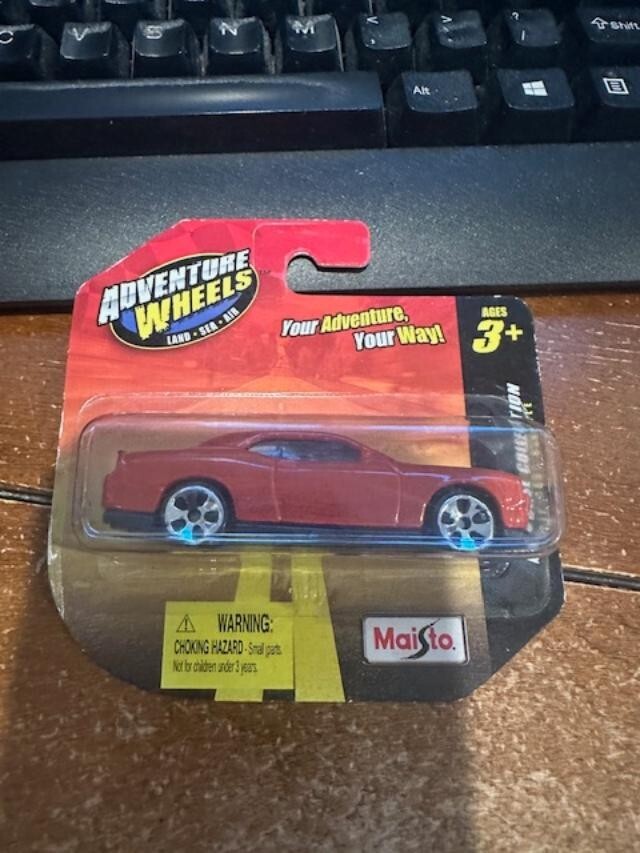 C V B N M < , > . ? / Shift
Alt
ADVENTURE
WHEELS
LAND • SEA • AIR
Your Adventure,
Your Way!
AGES
3+
WARNING:
CHOKING HAZARD - Small parts.
Not for children under 3 years.
Maisto.